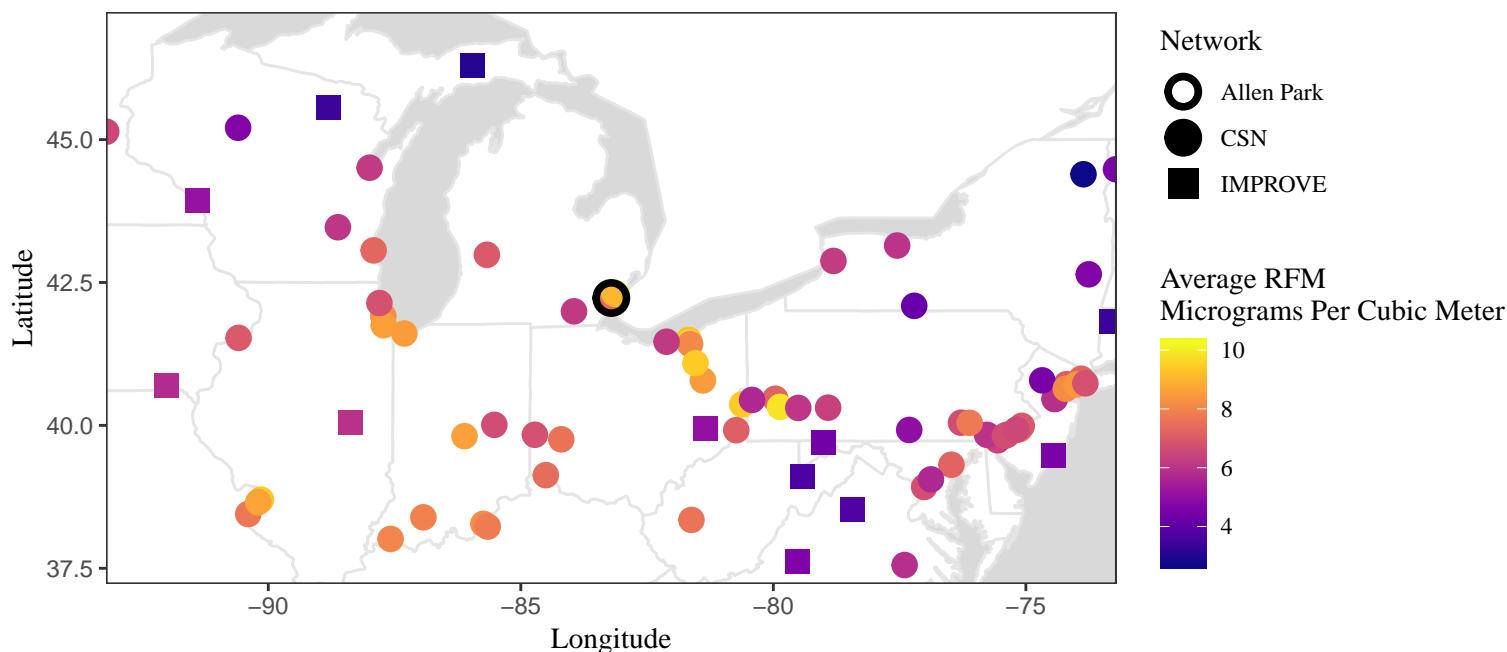 Network
Allen Park
CSN
IMPROVE
Average RFM
Micrograms Per Cubic Meter
10
8
6
4
45.0
42.5
40.0
37.5
Latitude
−90
−85
−80
−75
Longitude